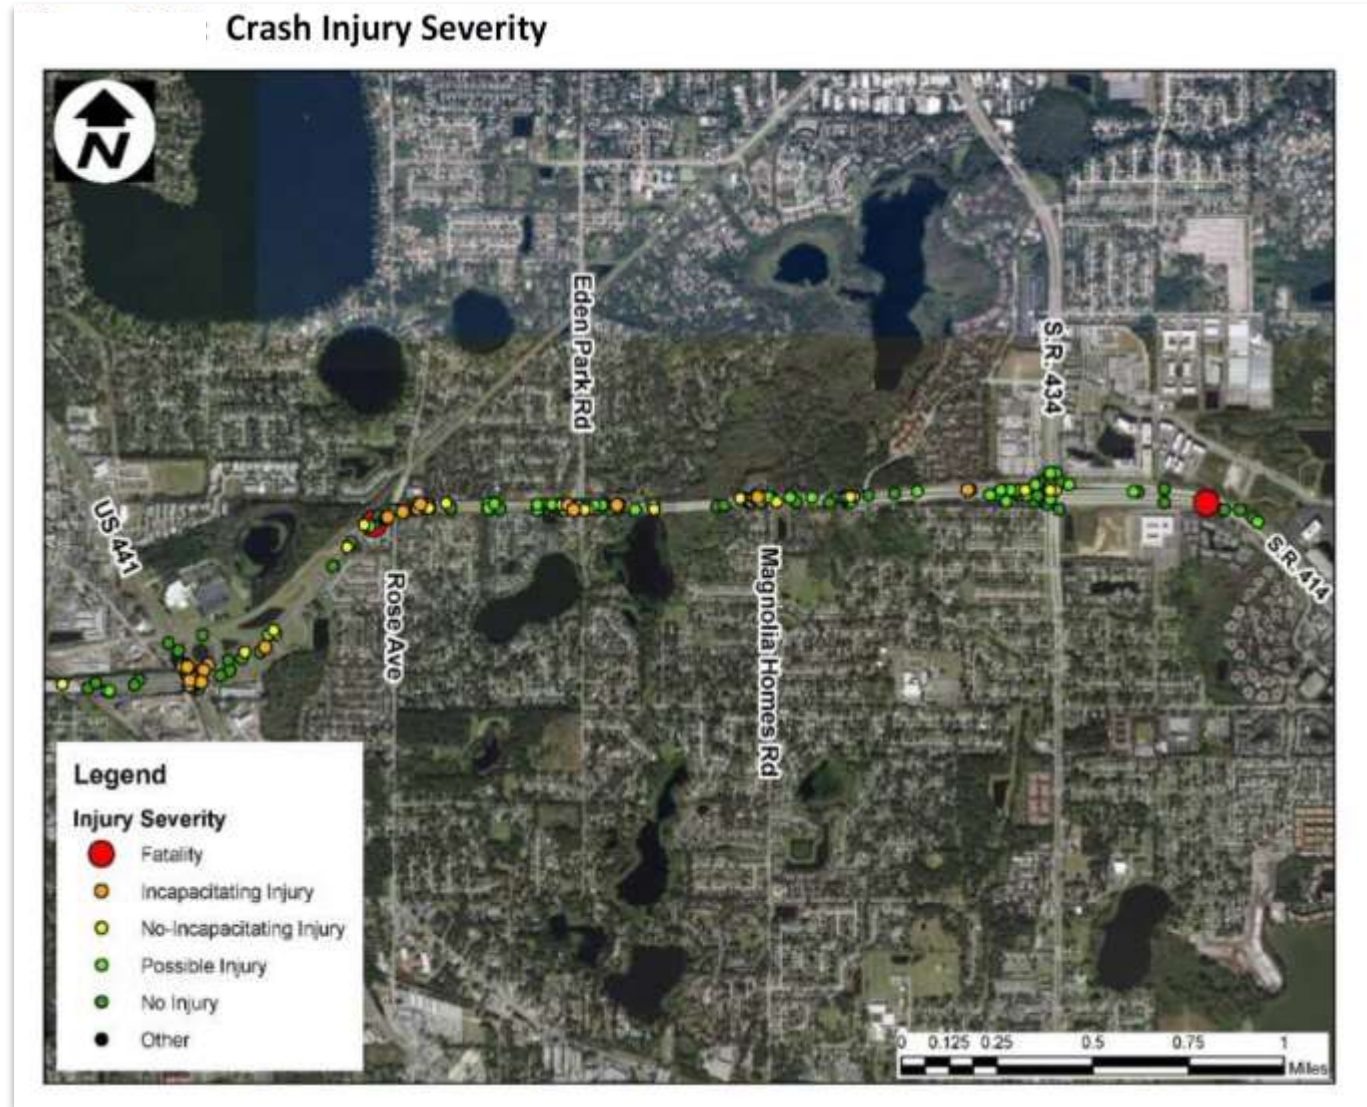 Crash Injury Severity
N
Eden Park Rd
S.R. 434
US 441
Rose Ave
Magnolia Homes Rd
S.R. 414
Legend
Injury Severity
Fatality
Incapacitating Injury
No-Incapacitating Injury
Possible Injury
No Injury
Other
0 0.125 0.25 0.5 0.75 1
Miles